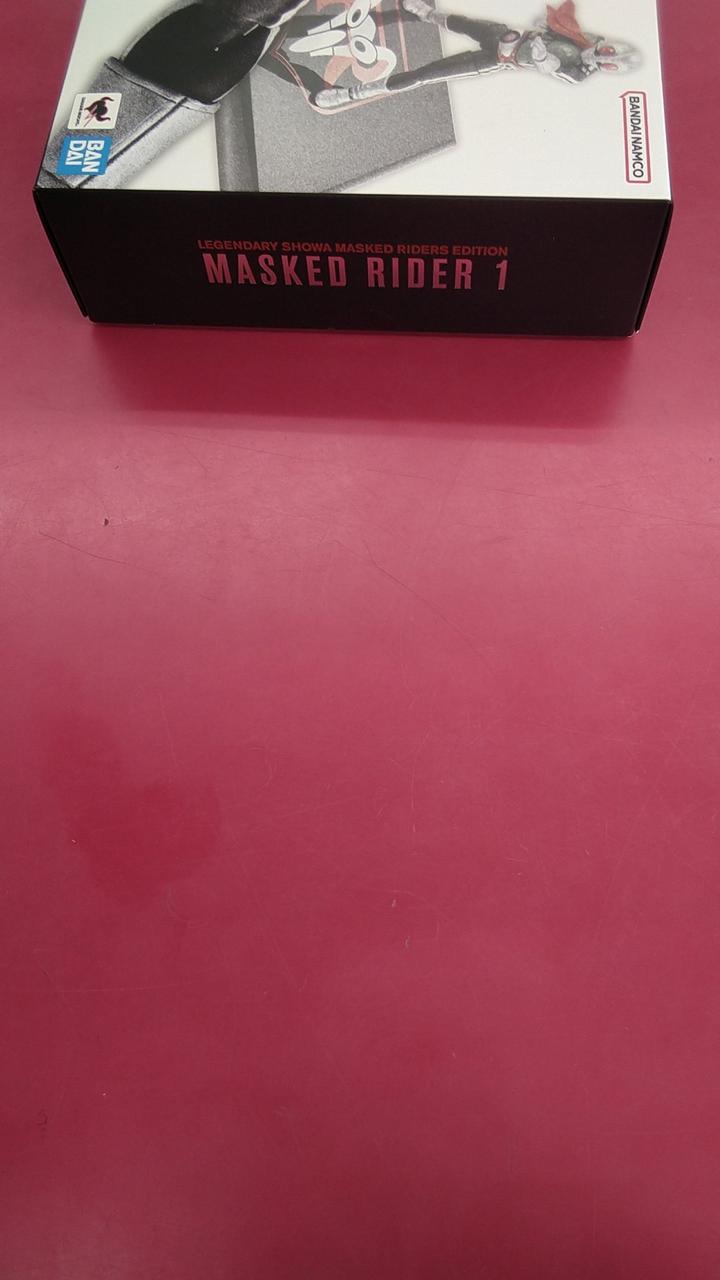 BAN
DAI
BANDAI NAMCO
LEGENDARY SHOWA MASKED RIDERS EDITION
MASKED RIDER 1